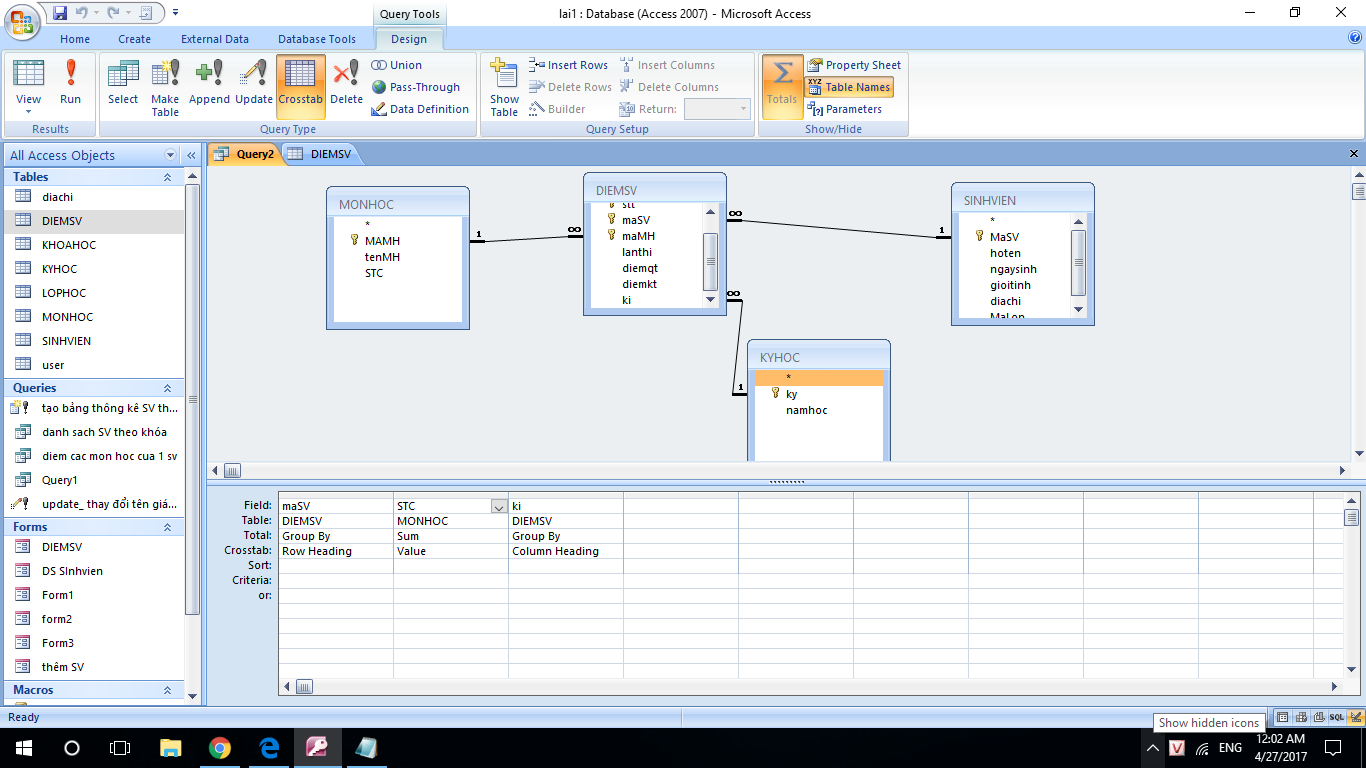 Query Tools
lai1 : Database (Access 2007) - Microsoft Access
Home Create External Data Database Tools Design
View
Run
Results
Select
Make Table
Append
Update
Crosstab
Delete
Union
Pass-Through
Data Definition
Query Type
Show Table
Insert Rows
Delete Rows
Builder
Insert Columns
Delete Columns
Return:
Query Setup
Σ
Totals
Property Sheet
XYZ
Table Names
Parameters
Show/Hide
All Access Objects
Tables
diachi
DIEMSV
KHOAHOC
KYHOC
LOPHOC
MONHOC
SINHVIEN
user
Queries
tạo bảng thông kê SV th...
danh sach SV theo khóa
diem cac mon hoc cua 1 sv
Query1
update_ thay đổi tên giá...
Forms
DIEMSV
DS SInhvien
Form1
form2
Form3
thêm SV
Macros
Query2 DIEMSV
MONHOC
*
MAMH
tenMH
STC
1 ∞
DIEMSV
stt
maSV
maMH
lanthi
diemqt
diemkt
ki
∞ 1
∞ 1
SINHVIEN
*
MaSV
hoten
ngaysinh
gioitinh
diachi
MaLop
KYHOC
*
ky
namhoc
Field: maSV STC ki
Table: DIEMSV MONHOC DIEMSV
Total: Group By Sum Group By
Crosstab: Row Heading Value Column Heading
Sort:
Criteria:
or:
Ready
SQL
Show hidden icons
V
ENG
12:02 AM
4/27/2017